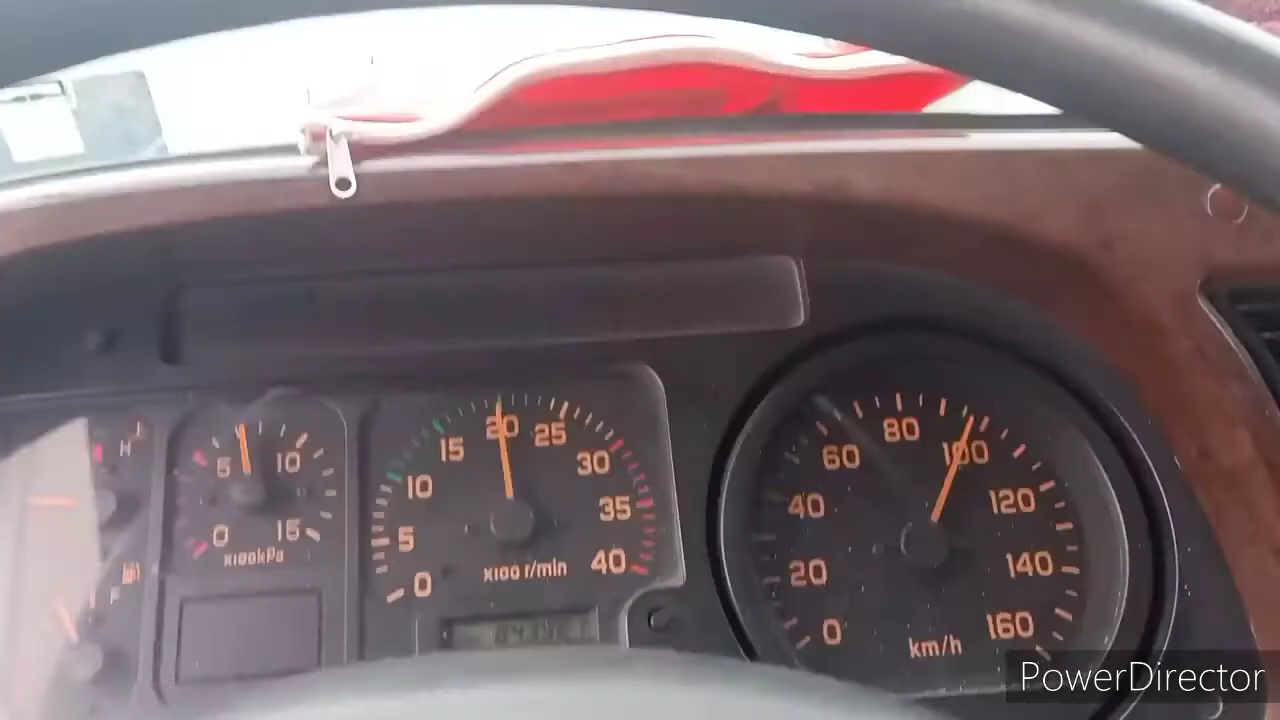 H
F
0 5 10 15
x100kPa
0 5 10 15 20 25 30 35 40
x100 r/min
0 20 40 60 80 100 120 140 160
km/h
PowerDirector